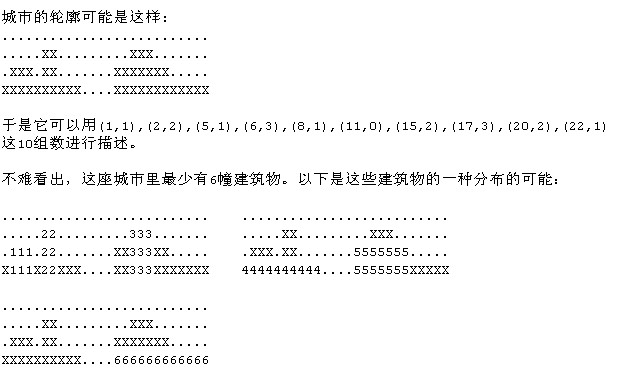 城市的轮廓可能是这样：
..........................
.....XX.........XXX.......
.XXX.XX.......XXXXXXX.....
XXXXXXXXXX....XXXXXXXXXXXX
于是它可以用(1,1),(2,2),(5,1),(6,3),(8,1),(11,0),(15,2),(17,3),(20,2),(22,1)
这10组数进行描述。
不难看出，这座城市里最少有6幢建筑物。以下是这些建筑物的一种分布的可能：
..........................    ..........................
.....22.........333.......    .....XX.........XXX.......
.111.22.......XX333XX.....    .XXX.XX.......5555555.....
X111X22XXX....XX333XXXXXXX    4444444444....5555555XXXXX
..........................
.....XX.........XXX.......
.XXX.XX.......XXXXXXX.....
XXXXXXXXXX....666666666666